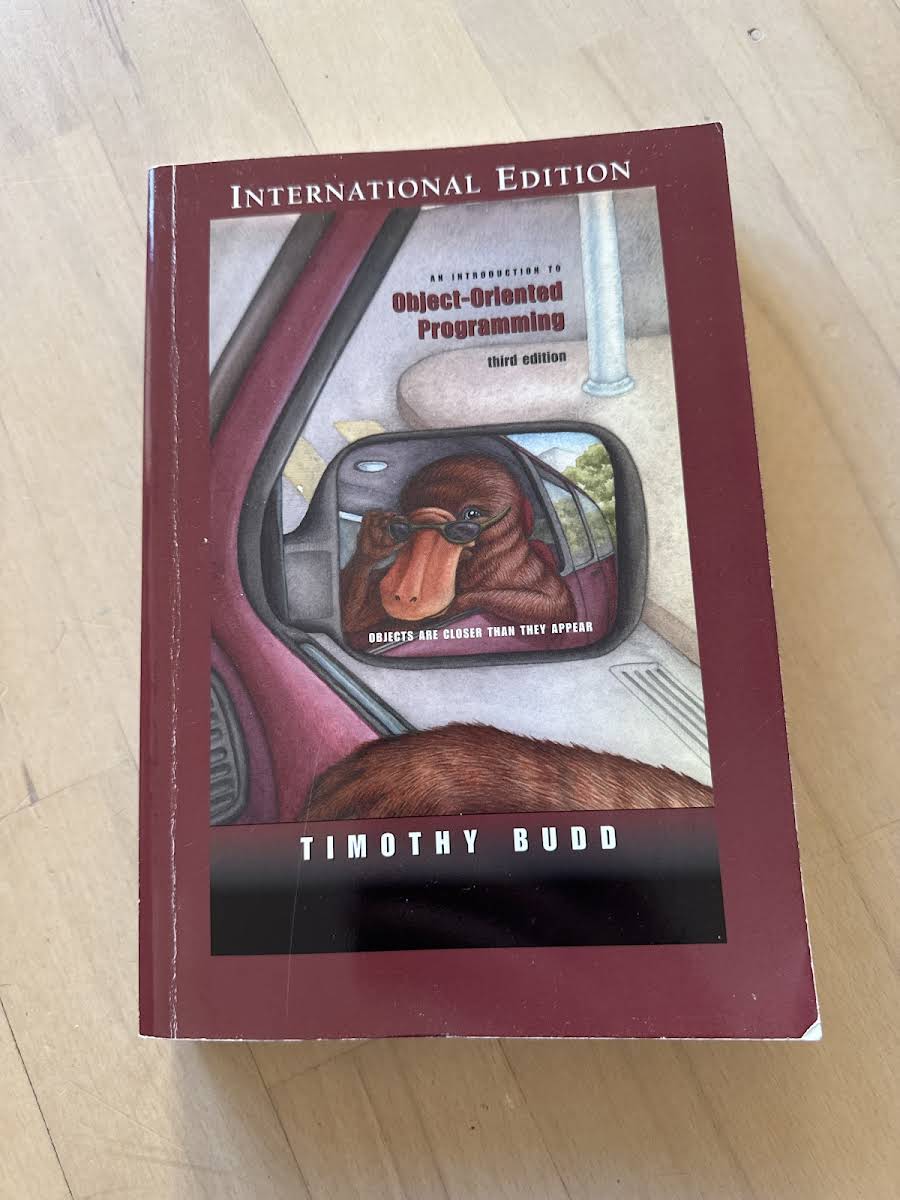 INTERNATIONAL EDITION
AN INTRODUCTION TO
Object-Oriented
Programming
third edition
OBJECTS ARE CLOSER THAN THEY APPEAR
TIMOTHY BUDD